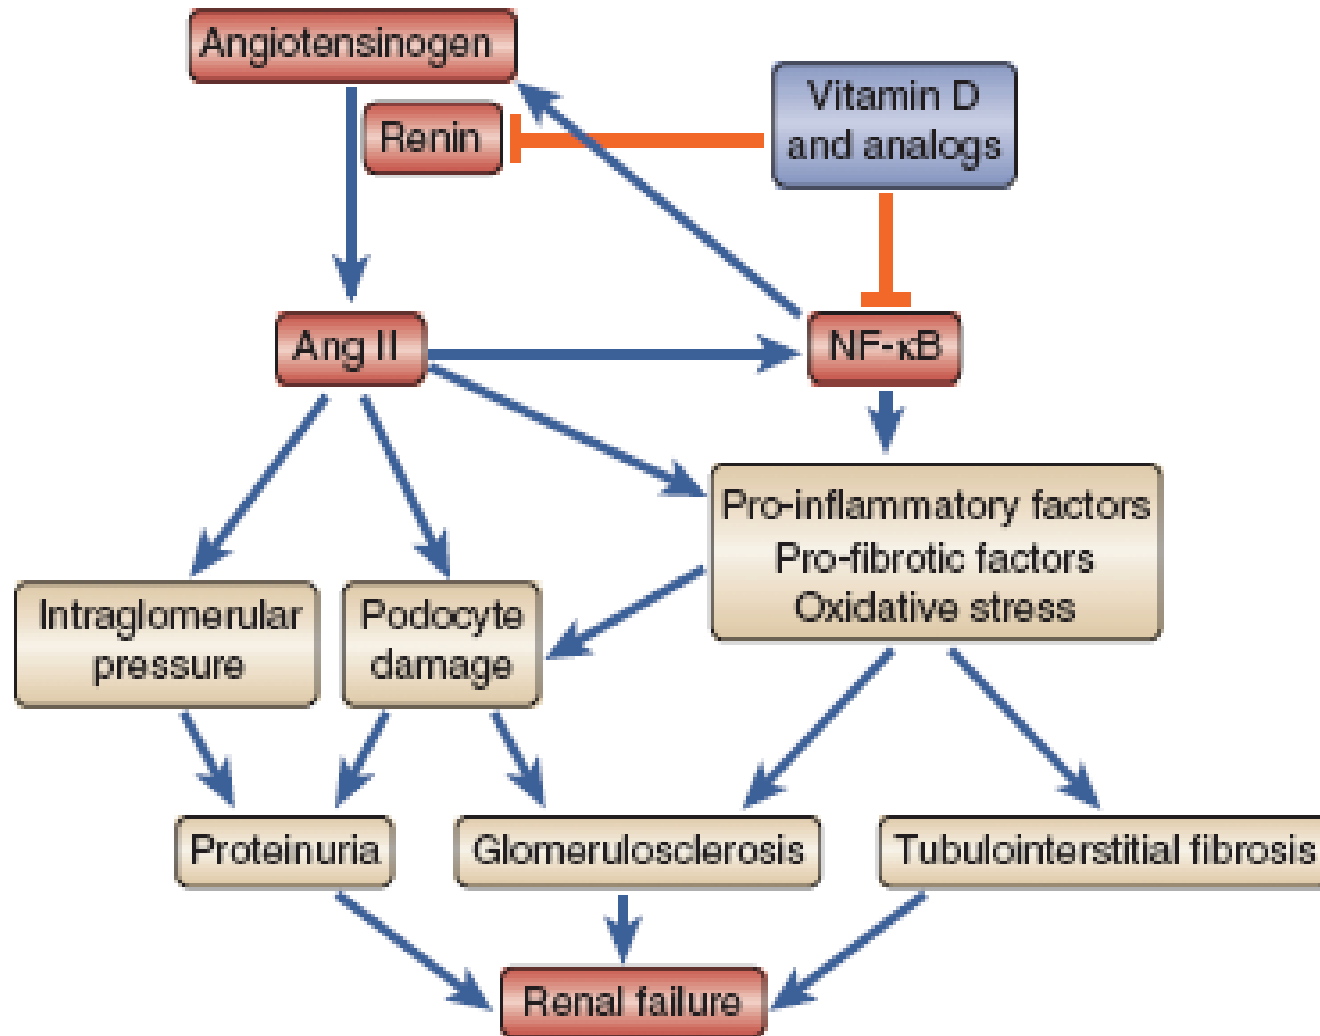 Angiotensinogen
Renin
Vitamin D
and analogs
Ang II
NF-κB
Pro-inflammatory factors
Pro-fibrotic factors
Oxidative stress
Intraglomerular
pressure
Podocyte
damage
Proteinuria
Glomerulosclerosis
Tubulointerstitial fibrosis
Renal failure